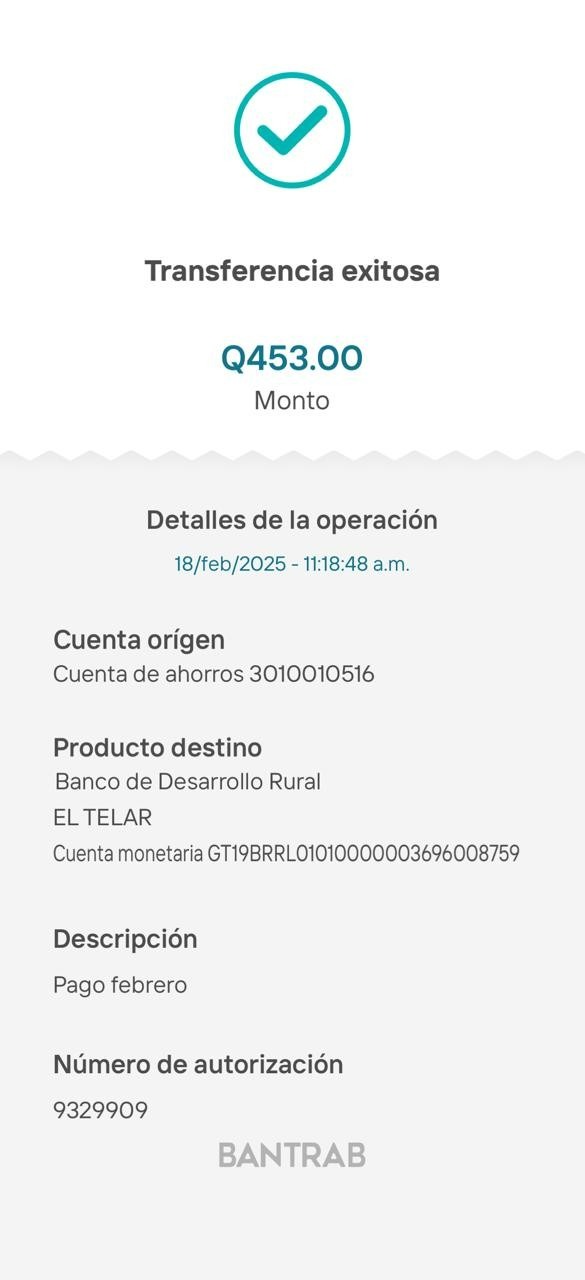 Transferencia exitosa
Q453.00
Monto
Detalles de la operación
18/feb/2025 - 11:18:48 a.m.
Cuenta orígen
Cuenta de ahorros 3010010516
Producto destino
Banco de Desarrollo Rural
EL TELAR
Cuenta monetaria GT19BRRL01010000003696008759
Descripción
Pago febrero
Número de autorización
9329909
BANTRAB